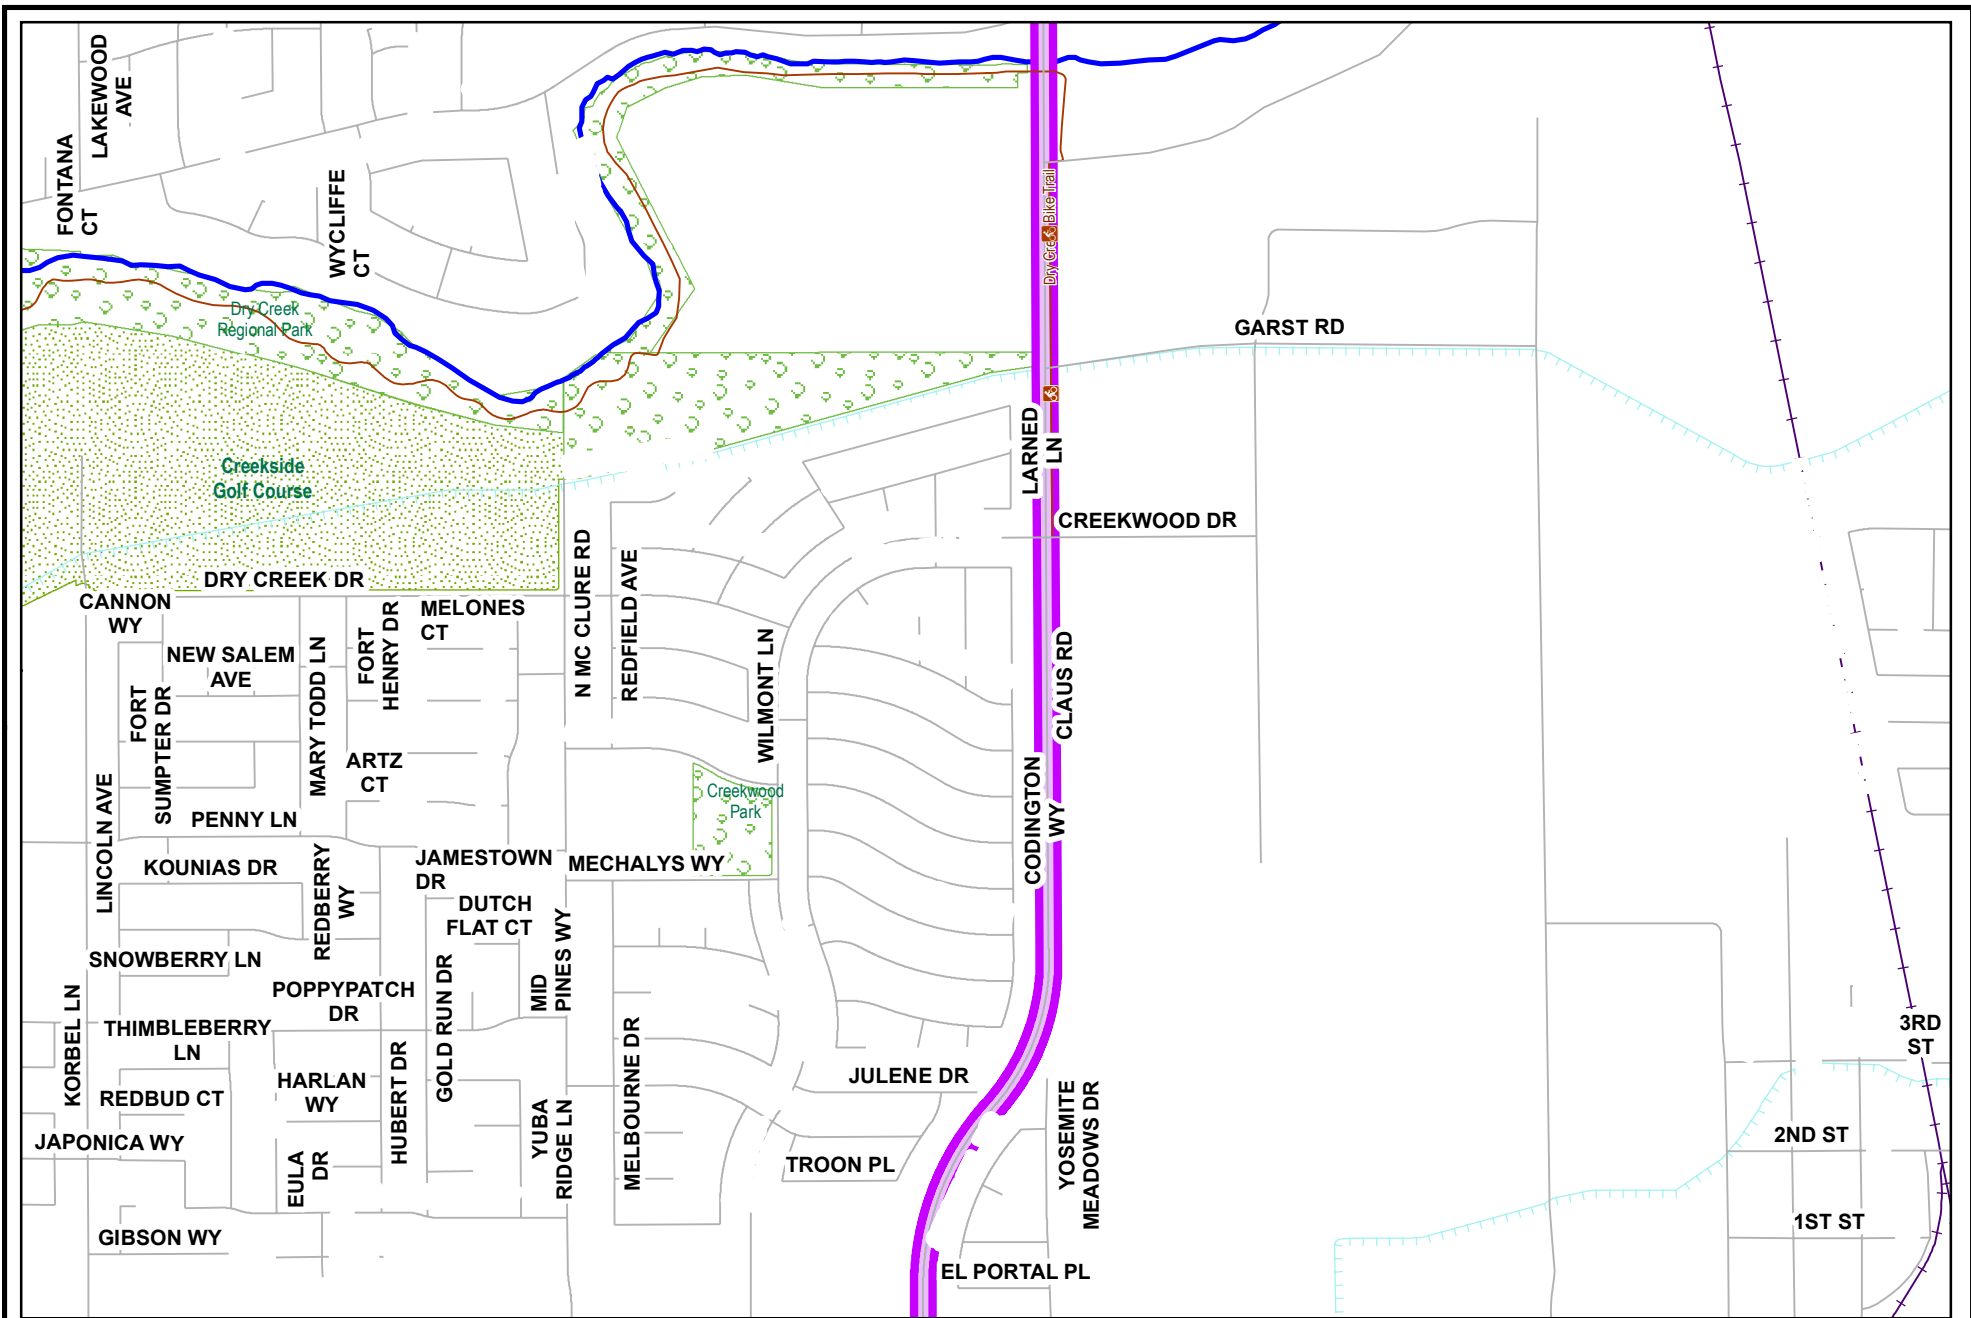 LAKEWOOD
AVE
FONTANA
CT
WYCLIFFE
CT
Dry Creek Bike Trail
Dry Creek
Regional Park
GARST RD
Creekside
Golf Course
LARNED
LN
CREEKWOOD DR
DRY CREEK DR
CANNON
WY
MELONES
CT
N MC CLURE RD
REDFIELD AVE
FORT
HENRY DR
NEW SALEM
AVE
MARY TODD LN
FORT
SUMPTER DR
WILMONT LN
CLAUS RD
ARTZ
CT
LINCOLN AVE
PENNY LN
Creekwood
Park
CODINGTON
WY
KOUNIAS DR
REDBERRY
WY
JAMESTOWN
DR
MECHALYS WY
DUTCH
FLAT CT
SNOWBERRY LN
MID
PINES WY
POPPYPATCH
DR
GOLD RUN DR
KORBEL LN
THIMBLEBERRY
LN
3RD
ST
HUBERT DR
MELBOURNE DR
JULENE DR
HARLAN
WY
REDBUD CT
YUBA
RIDGE LN
YOSEMITE
MEADOWS DR
JAPONICA WY
2ND ST
EULA
DR
TROON PL
1ST ST
GIBSON WY
EL PORTAL PL